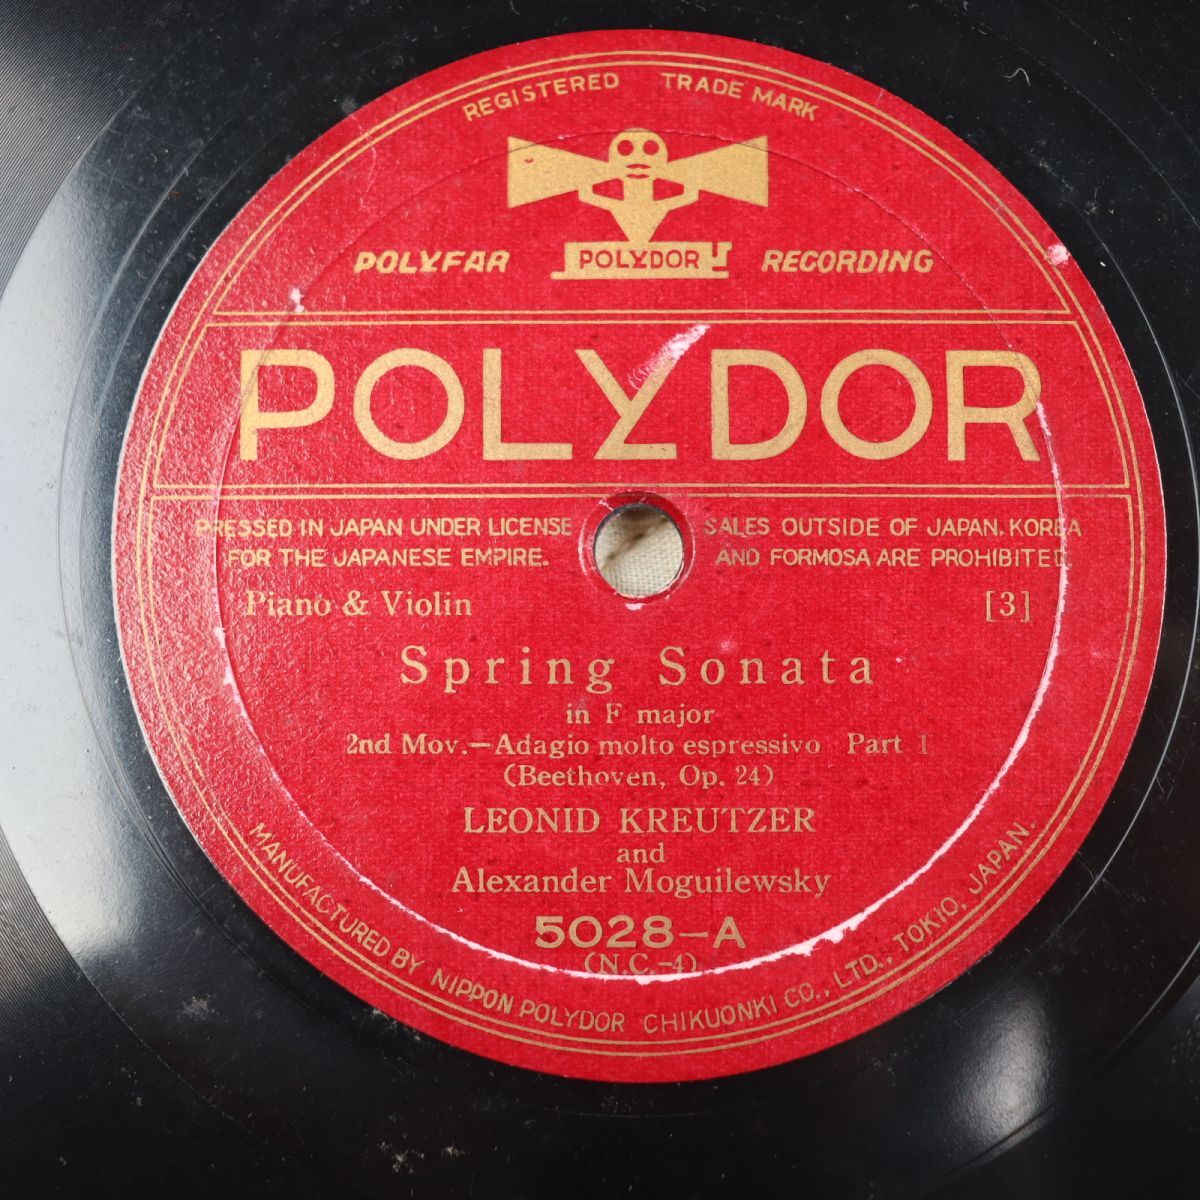 REGISTERED TRADE MARK
POLYFAR POLYDOR RECORDING
POLYDOR
PRESSED IN JAPAN UNDER LICENSE
FOR THE JAPANESE EMPIRE.
SALES OUTSIDE OF JAPAN, KOREA
AND FORMOSA ARE PROHIBITED.
Piano & Violin [3]
Spring Sonata
in F major
2nd Mov.—Adagio molto espressivo Part 1
(Beethoven, Op. 24)
LEONID KREUTZER
and
Alexander Moguilewsky
5028-A
(N.C.-4)
MANUFACTURED BY NIPPON POLYDOR CHIKUONKI CO., LTD., TOKIO, JAPAN.